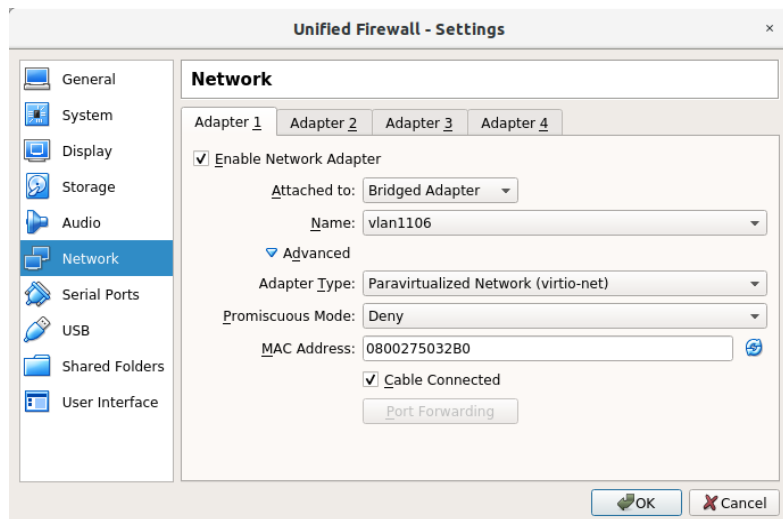 Unified Firewall - Settings ×
General
System
Display
Storage
Audio
Network
Serial Ports
USB
Shared Folders
User Interface
Network
Adapter 1 Adapter 2 Adapter 3 Adapter 4
Enable Network Adapter
Attached to: Bridged Adapter
Name: vlan1106
Advanced
Adapter Type: Paravirtualized Network (virtio-net)
Promiscuous Mode: Deny
MAC Address: 0800275032B0
Cable Connected
Port Forwarding
OK Cancel